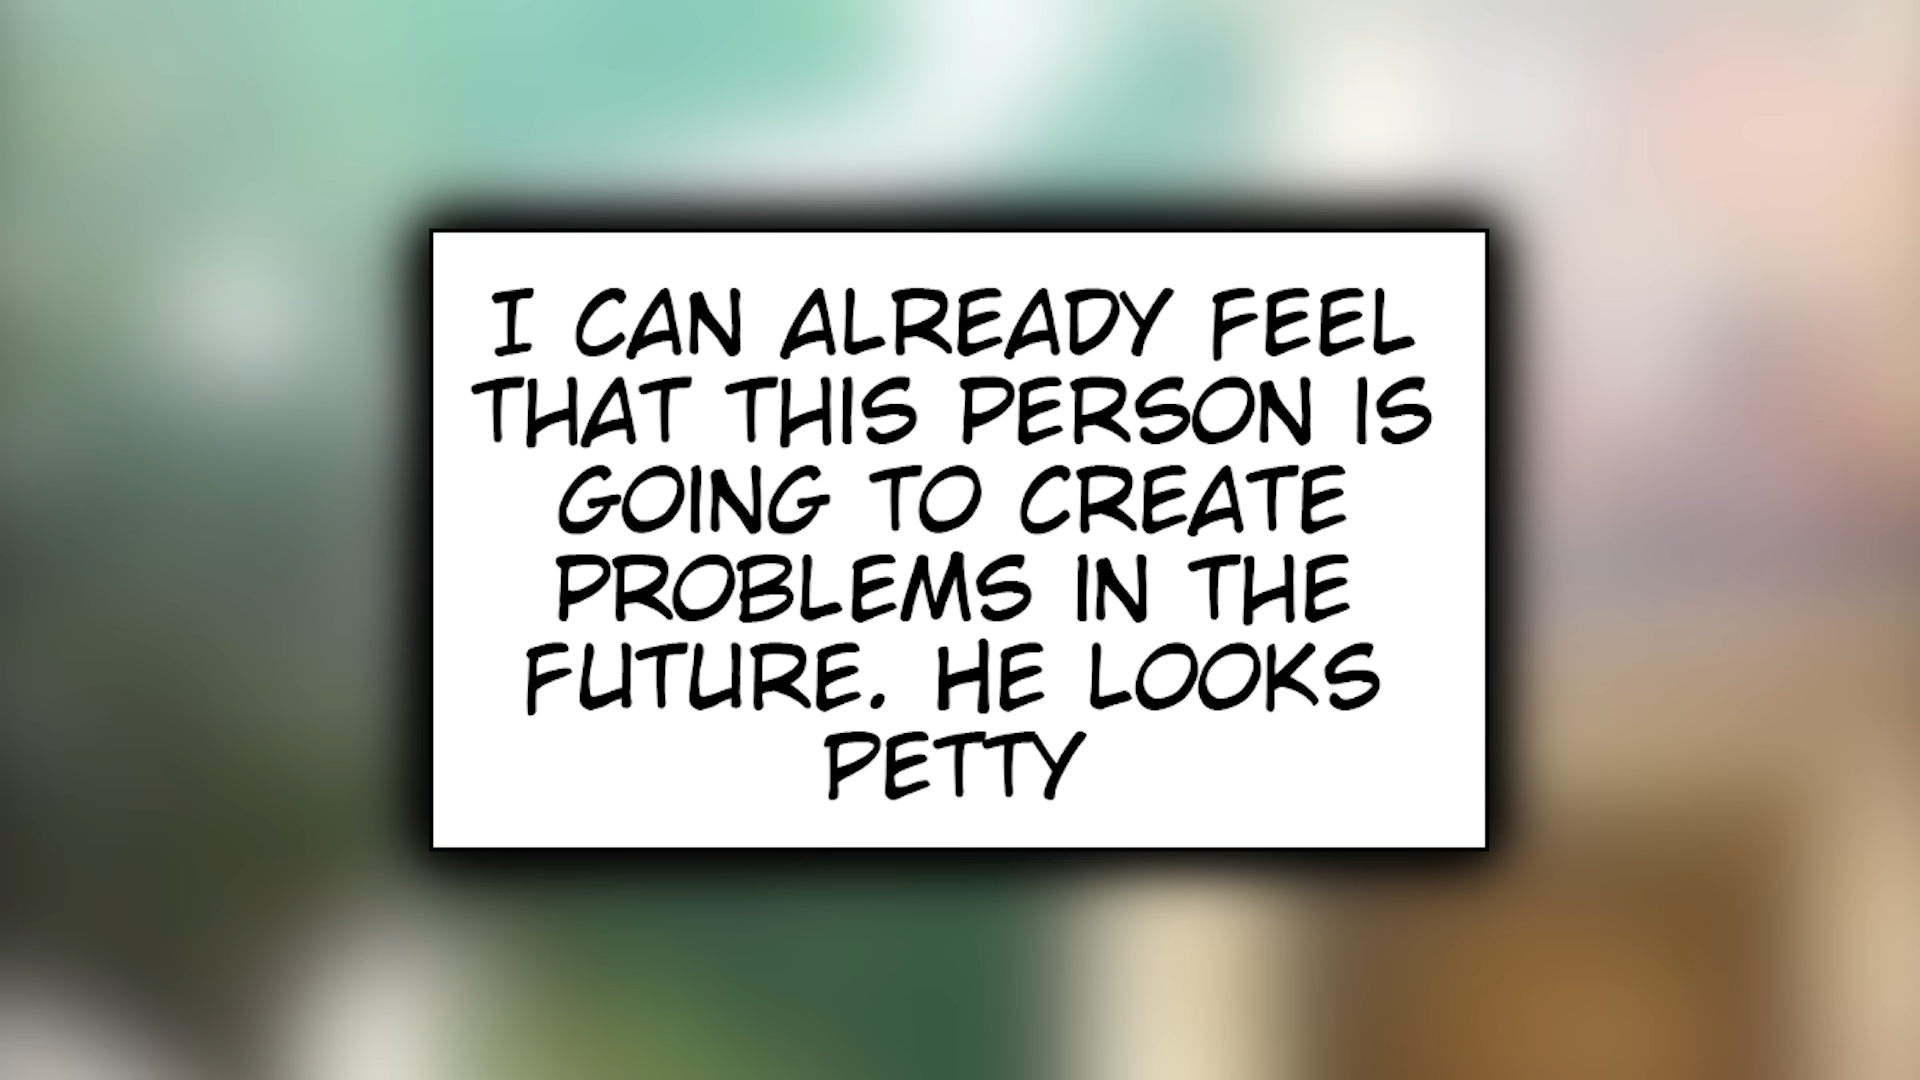 I CAN ALREADY FEEL
THAT THIS PERSON IS
GOING TO CREATE
PROBLEMS IN THE
FUTURE. HE LOOKS
PETTY